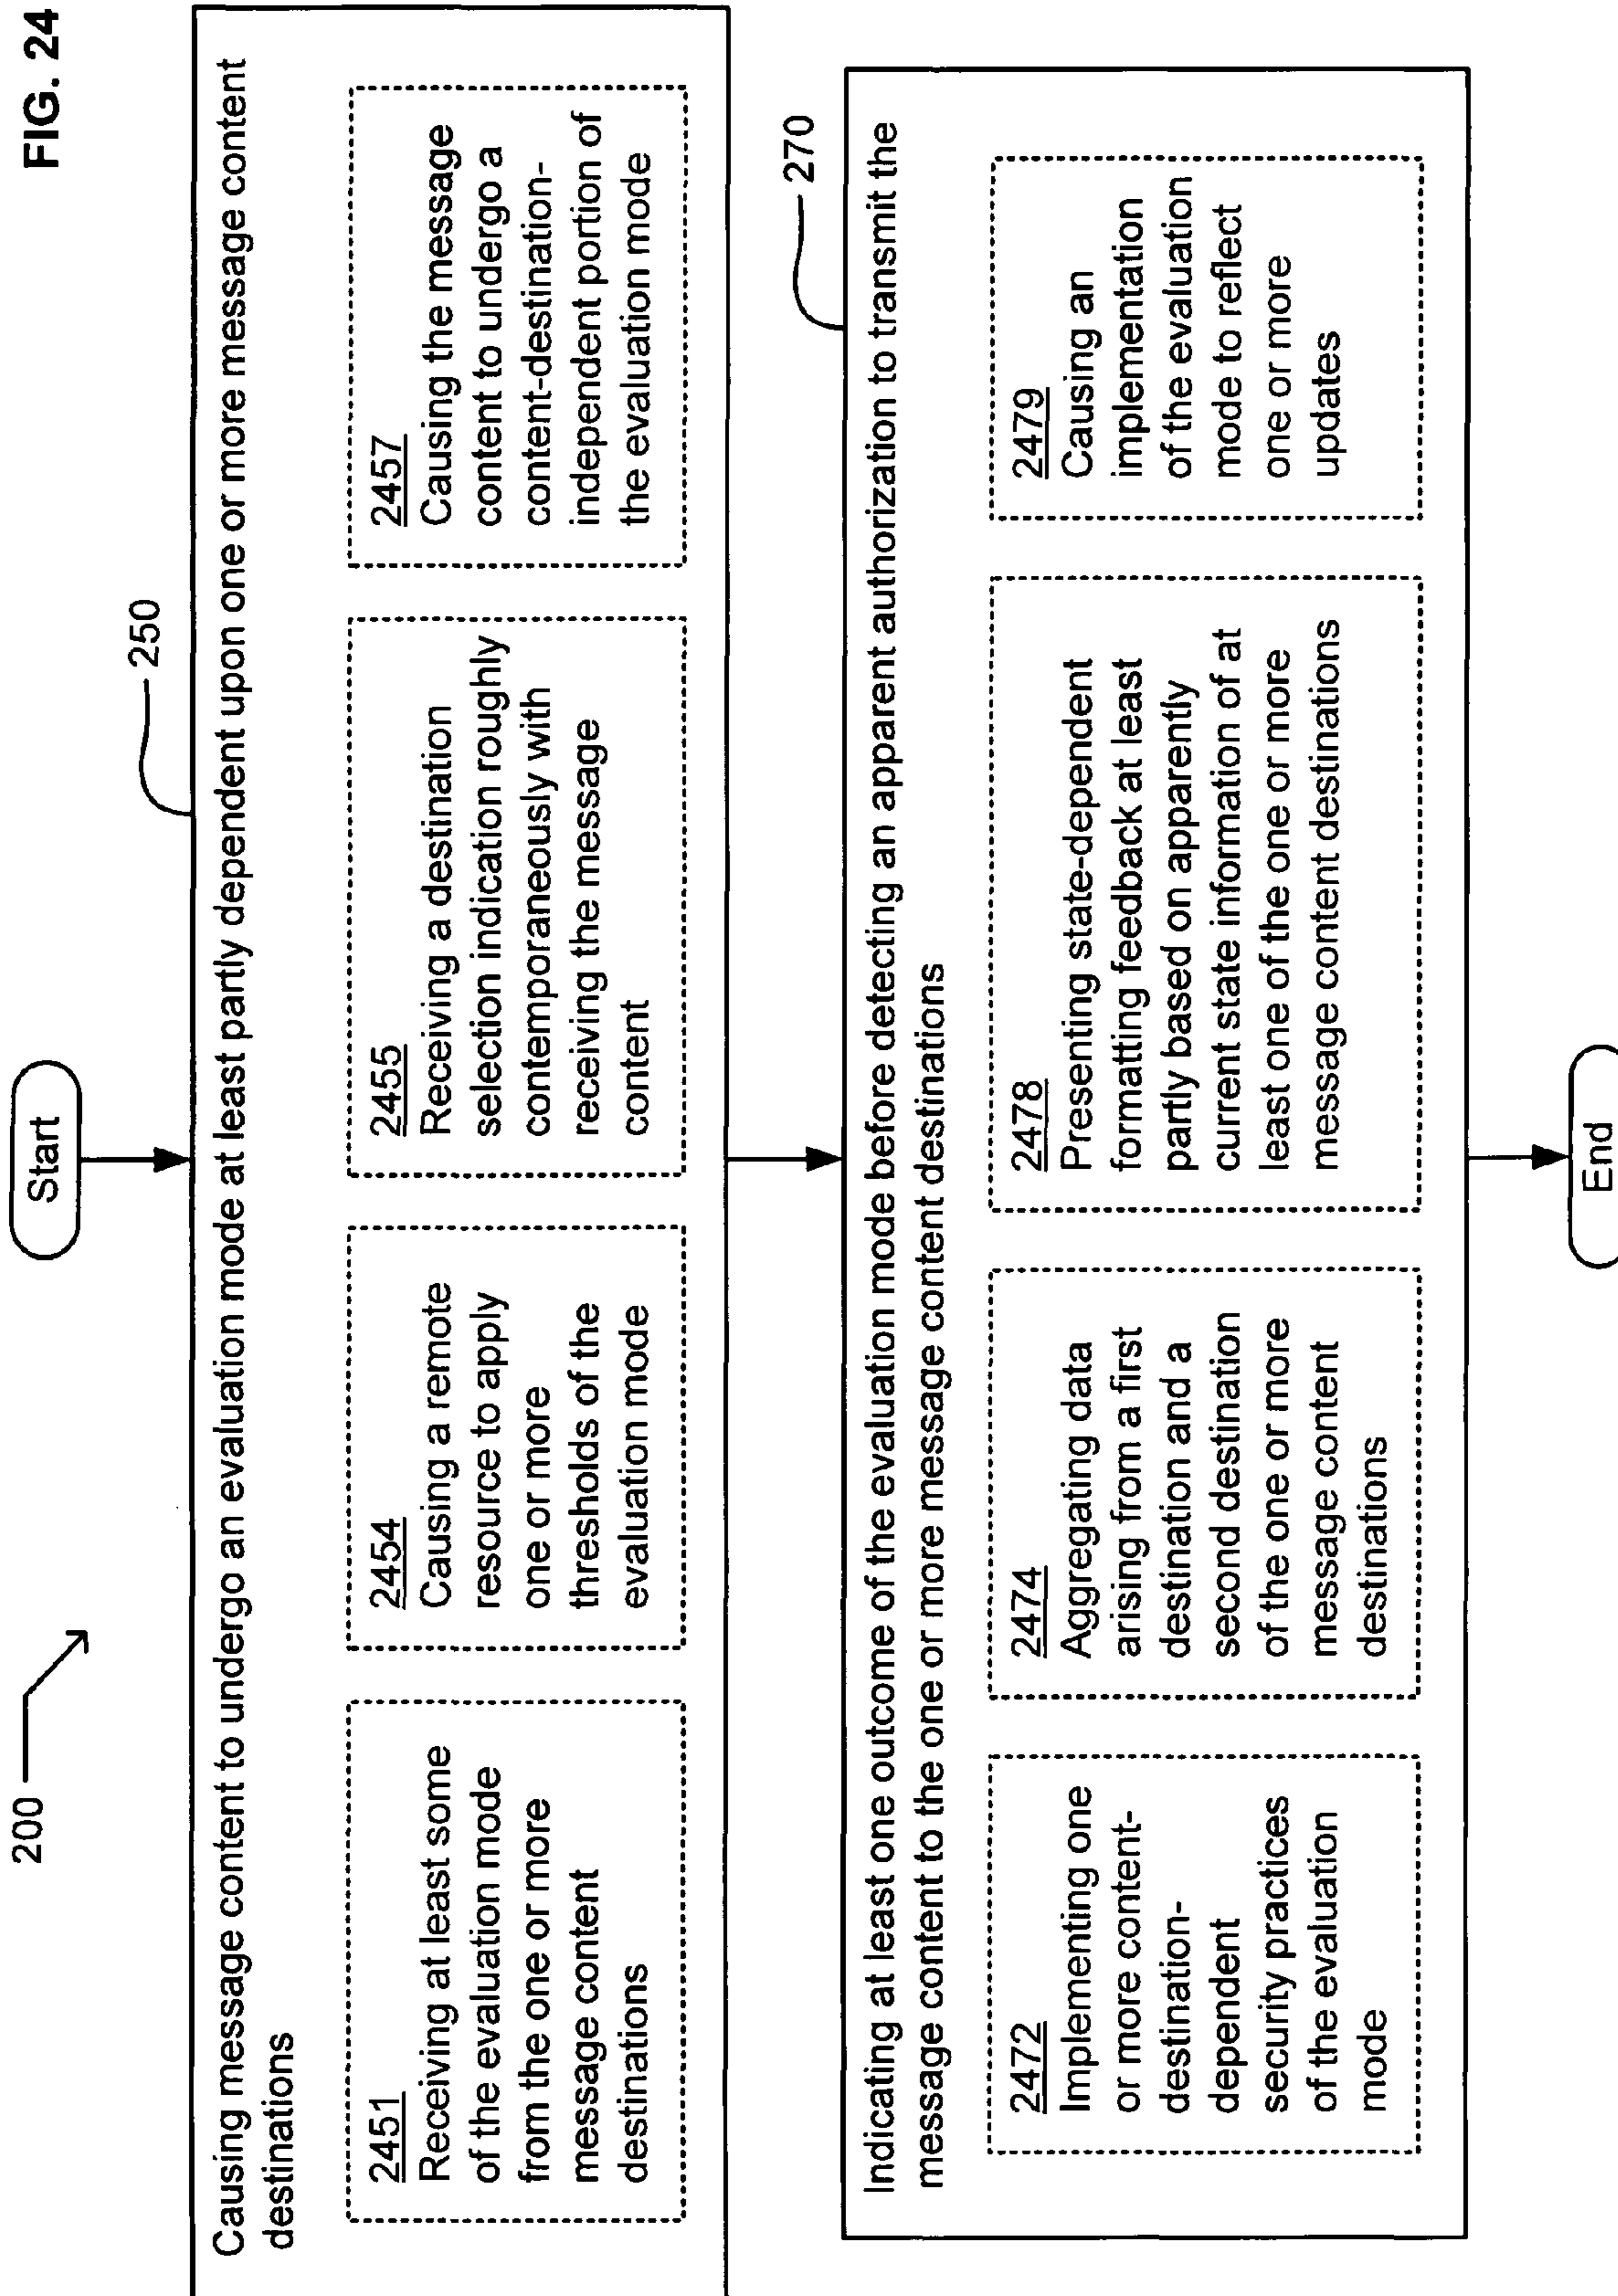 FIG. 24
200
Start
250
Causing message content to undergo an evaluation mode at least partly dependent upon one or more message content
destinations
2451
Receiving at least some
of the evaluation mode
from the one or more
message content
destinations
2454
Causing a remote
resource to apply
one or more
thresholds of the
evaluation mode
2455
Receiving a destination
selection indication roughly
contemporaneously with
receiving the message
content
2457
Causing the message
content to undergo a
content-destination-
independent portion of
the evaluation mode
270
Indicating at least one outcome of the evaluation mode before detecting an apparent authorization to transmit the
message content to the one or more message content destinations
2472
Implementing one
or more content-
destination-
dependent
security practices
of the evaluation
mode
2474
Aggregating data
arising from a first
destination and a
second destination
of the one or more
message content
destinations
2478
Presenting state-dependent
formatting feedback at least
partly based on apparently
current state information of at
least one of the one or more
message content destinations
2479
Causing an
implementation
of the evaluation
mode to reflect
one or more
updates
End